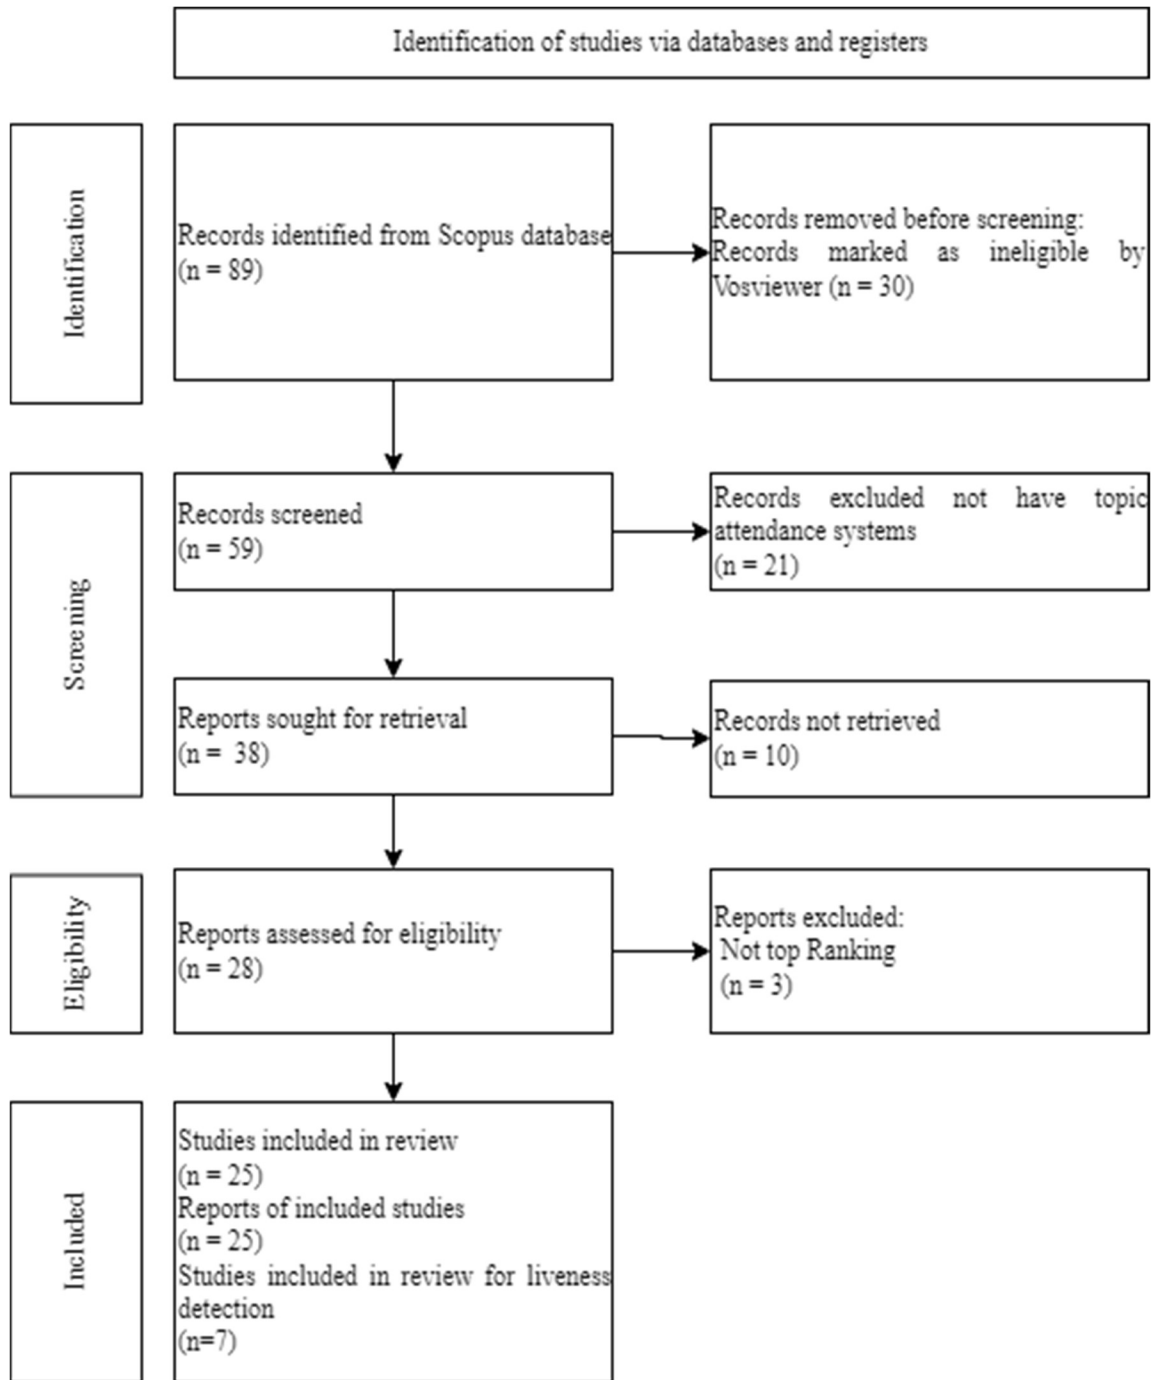 Identification of studies via databases and registers
Identification
Records identified from Scopus database
(n = 89)
Records removed before screening:
Records marked as ineligible by
Vosviewer (n = 30)
Screening
Records screened
(n = 59)
Records excluded not have topic
attendance systems
(n = 21)
Reports sought for retrieval
(n = 38)
Records not retrieved
(n = 10)
Eligibility
Reports assessed for eligibility
(n = 28)
Reports excluded:
Not top Ranking
(n = 3)
Included
Studies included in review
(n = 25)
Reports of included studies
(n = 25)
Studies included in review for liveness
detection
(n=7)